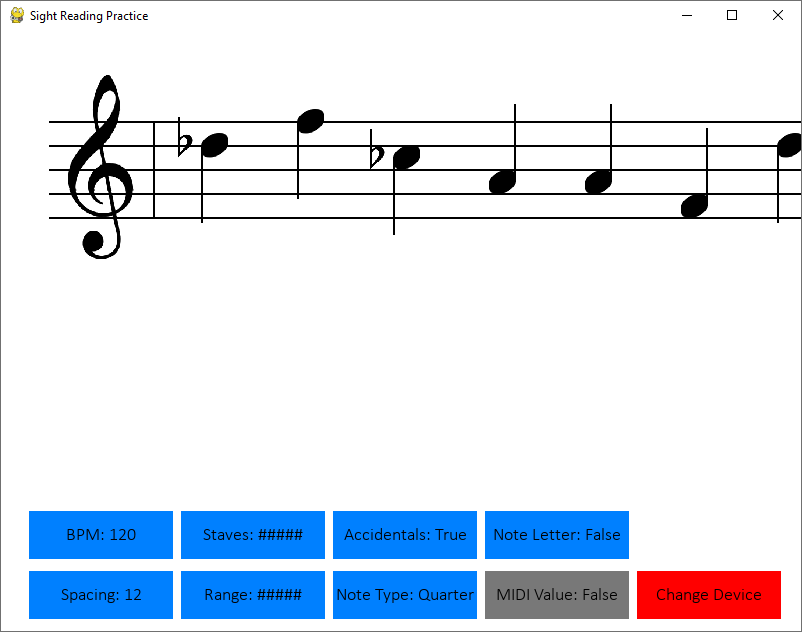 Sight Reading Practice
BPM: 120
Staves: #####
Accidentals: True
Note Letter: False
Spacing: 12
Range: #####
Note Type: Quarter
MIDI Value: False
Change Device